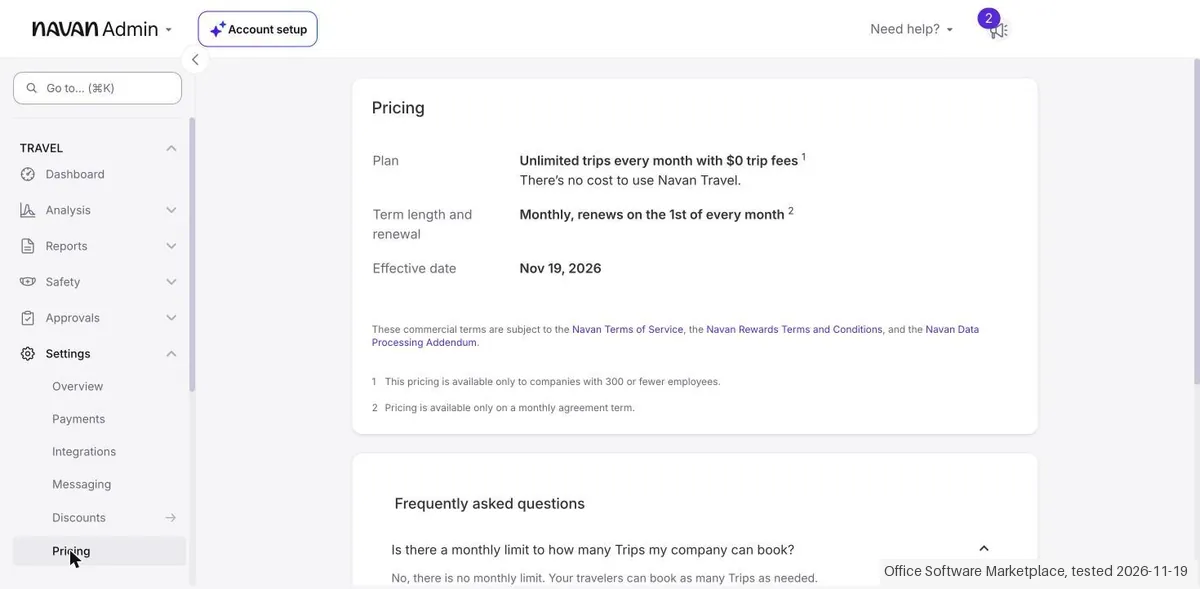 NAVAN Admin
Account setup
Need help?
2
Go to... (⌘K)
TRAVEL
Dashboard
Analysis
Reports
Safety
Approvals
Settings
Overview
Payments
Integrations
Messaging
Discounts
Pricing
Pricing
Plan
Unlimited trips every month with $0 trip fees 1
There's no cost to use Navan Travel.
Term length and
renewal
Monthly, renews on the 1st of every month 2
Effective date
Nov 19, 2026
These commercial terms are subject to the Navan Terms of Service, the Navan Rewards Terms and Conditions, and the Navan Data
Processing Addendum.
1 This pricing is available only to companies with 300 or fewer employees.
2 Pricing is available only on a monthly agreement term.
Frequently asked questions
Is there a monthly limit to how many Trips my company can book?
No, there is no monthly limit. Your travelers can book as many Trips as needed.
Office Software Marketplace, tested 2026-11-19